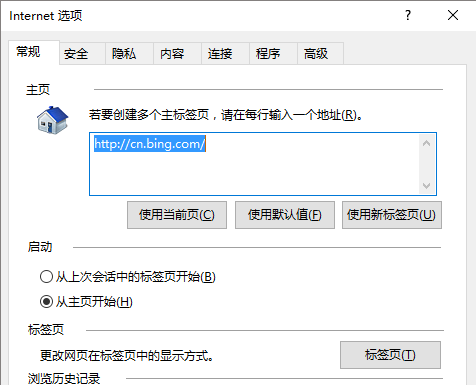 Internet 选项
常规 安全 隐私 内容 连接 程序 高级
主页
若要创建多个主标签页，请在每行输入一个地址(R)。
http://cn.bing.com/
使用当前页(C) 使用默认值(F) 使用新标签页(U)
启动
从上次会话中的标签页开始(B)
从主页开始(H)
标签页
更改网页在标签页中的显示方式。 标签页(T)
浏览历史记录